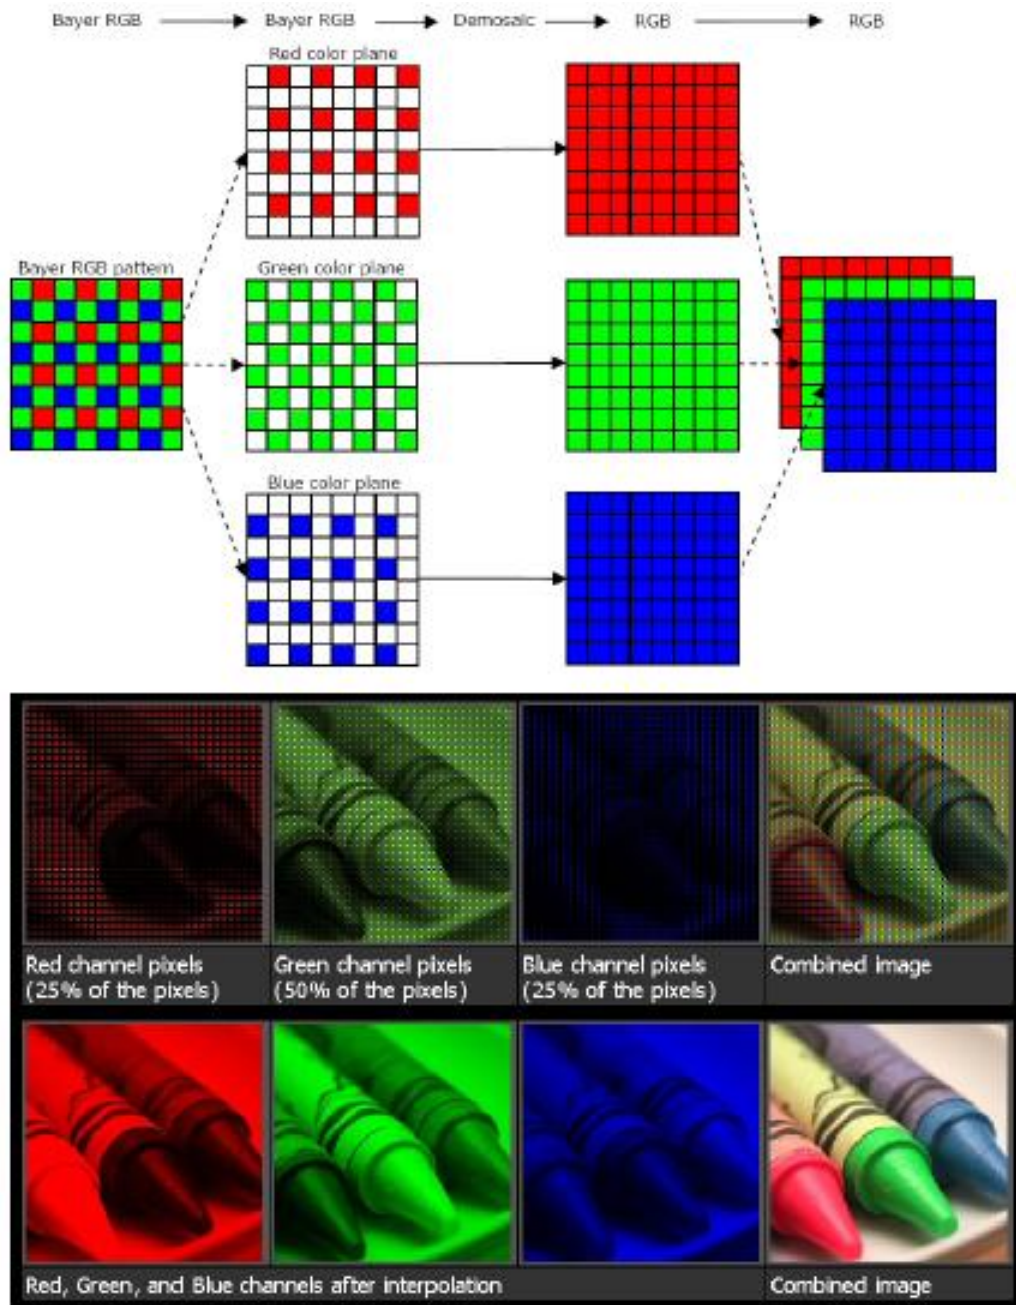 Bayer RGB Bayer RGB Demosaic RGB RGB
Red color plane
Bayer RGB pattern
Green color plane
Blue color plane
Red channel pixels
(25% of the pixels)
Green channel pixels
(50% of the pixels)
Blue channel pixels
(25% of the pixels)
Combined image
Red, Green, and Blue channels after interpolation
Combined image